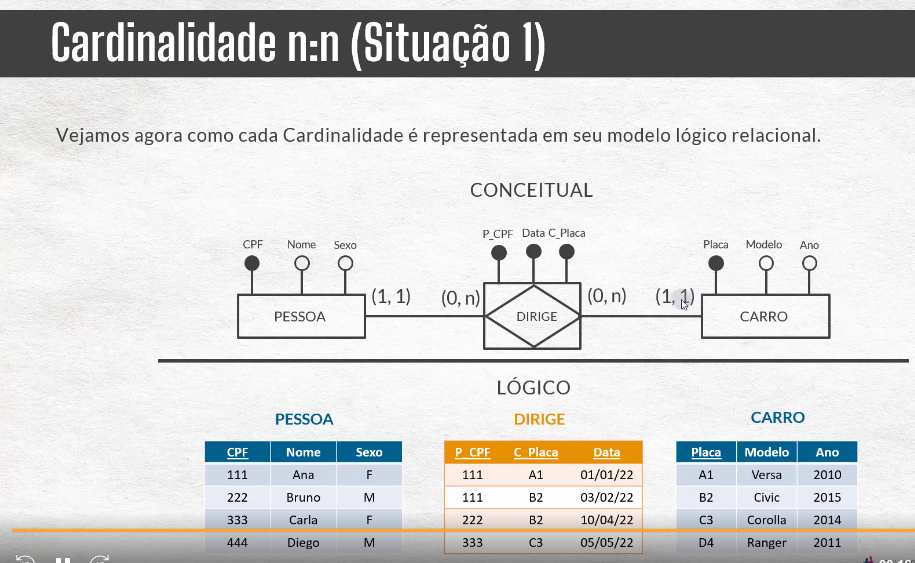 Cardinalidade n:n (Situação 1)
Vejamos agora como cada Cardinalidade é representada em seu modelo lógico relacional.
CONCEITUAL
CPF Nome Sexo
P_CPF Data C_Placa
Placa Modelo Ano
(1, 1) (0, n) (0, n) (1, 1)
PESSOA DIRIGE CARRO
LÓGICO
PESSOA DIRIGE CARRO
CPF Nome Sexo P_CPF C_Placa Data Placa Modelo Ano
111 Ana F 111 A1 01/01/22 A1 Versa 2010
222 Bruno M 111 B2 03/02/22 B2 Civic 2015
333 Carla F 222 B2 10/04/22 C3 Corolla 2014
444 Diego M 333 C3 05/05/22 D4 Ranger 2011